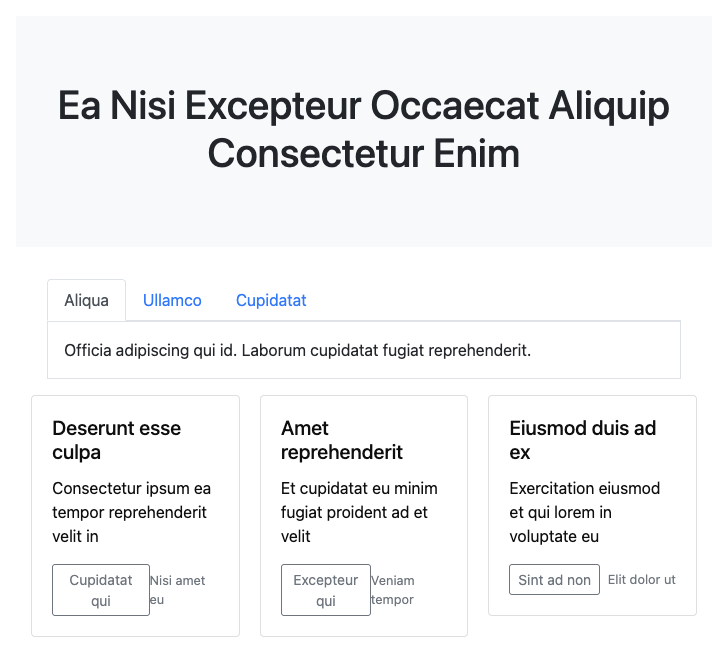 Ea Nisi Excepteur Occaecat Aliquip
Consectetur Enim
Aliqua
Ullamco
Cupidatat
Officia adipiscing qui id. Laborum cupidatat fugiat reprehenderit.
Deserunt esse
culpa
Consectetur ipsum ea
tempor reprehenderit
velit in
Cupidatat
qui
Nisi amet
eu
Amet
reprehenderit
Et cupidatat eu minim
fugiat proident ad et
velit
Excepteur
qui
Veniam
tempor
Eiusmod duis ad
ex
Exercitation eiusmod
et qui lorem in
voluptate eu
Sint ad non
Elit dolor ut